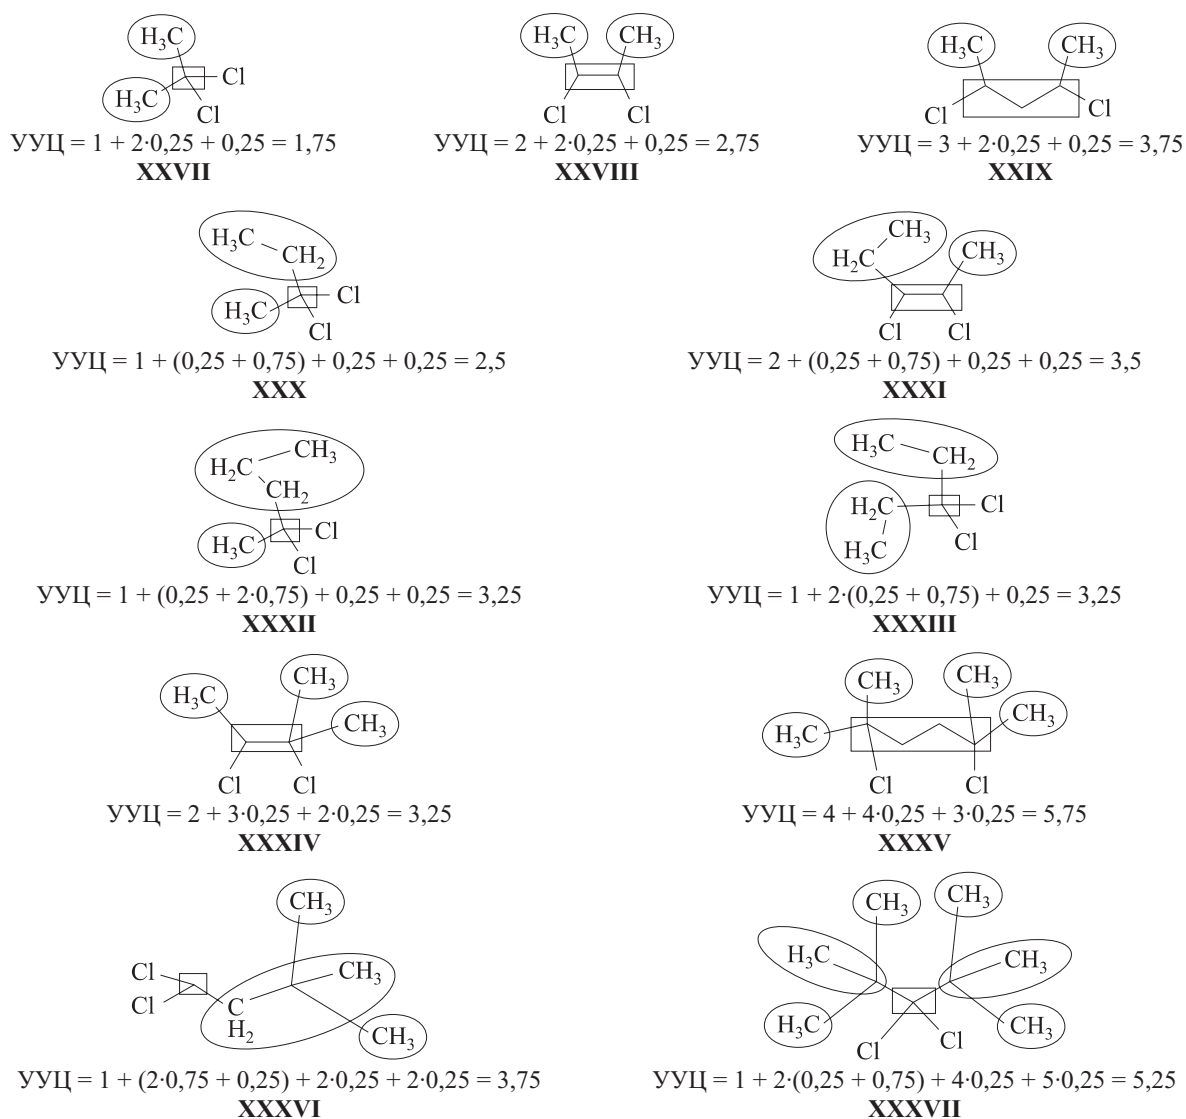 H₃C H₃C Cl Cl
УУЦ = 1 + 2·0,25 + 0,25 = 1,75
XXVII
H₃C CH₃ Cl Cl
УУЦ = 2 + 2·0,25 + 0,25 = 2,75
XXVIII
H₃C CH₃ Cl Cl
УУЦ = 3 + 2·0,25 + 0,25 = 3,75
XXIX
H₃C CH₂ H₃C Cl Cl
УУЦ = 1 + (0,25 + 0,75) + 0,25 + 0,25 = 2,5
XXX
CH₃ H₂C CH₃ Cl Cl
УУЦ = 2 + (0,25 + 0,75) + 0,25 + 0,25 = 3,5
XXXI
CH₃ H₂C CH₂ H₃C Cl Cl
УУЦ = 1 + (0,25 + 2·0,75) + 0,25 + 0,25 = 3,25
XXXII
H₃C CH₂ H₂C H₃C Cl Cl
УУЦ = 1 + 2·(0,25 + 0,75) + 0,25 = 3,25
XXXIII
H₃C CH₃ CH₃ Cl Cl
УУЦ = 2 + 3·0,25 + 2·0,25 = 3,25
XXXIV
CH₃ CH₃ H₃C CH₃ Cl Cl
УУЦ = 4 + 4·0,25 + 3·0,25 = 5,75
XXXV
CH₃ Cl Cl C H₂ CH₃ CH₃
УУЦ = 1 + (2·0,75 + 0,25) + 2·0,25 + 2·0,25 = 3,75
XXXVI
CH₃ CH₃ H₃C CH₃ H₃C CH₃ Cl Cl
УУЦ = 1 + 2·(0,25 + 0,75) + 4·0,25 + 5·0,25 = 5,25
XXXVII